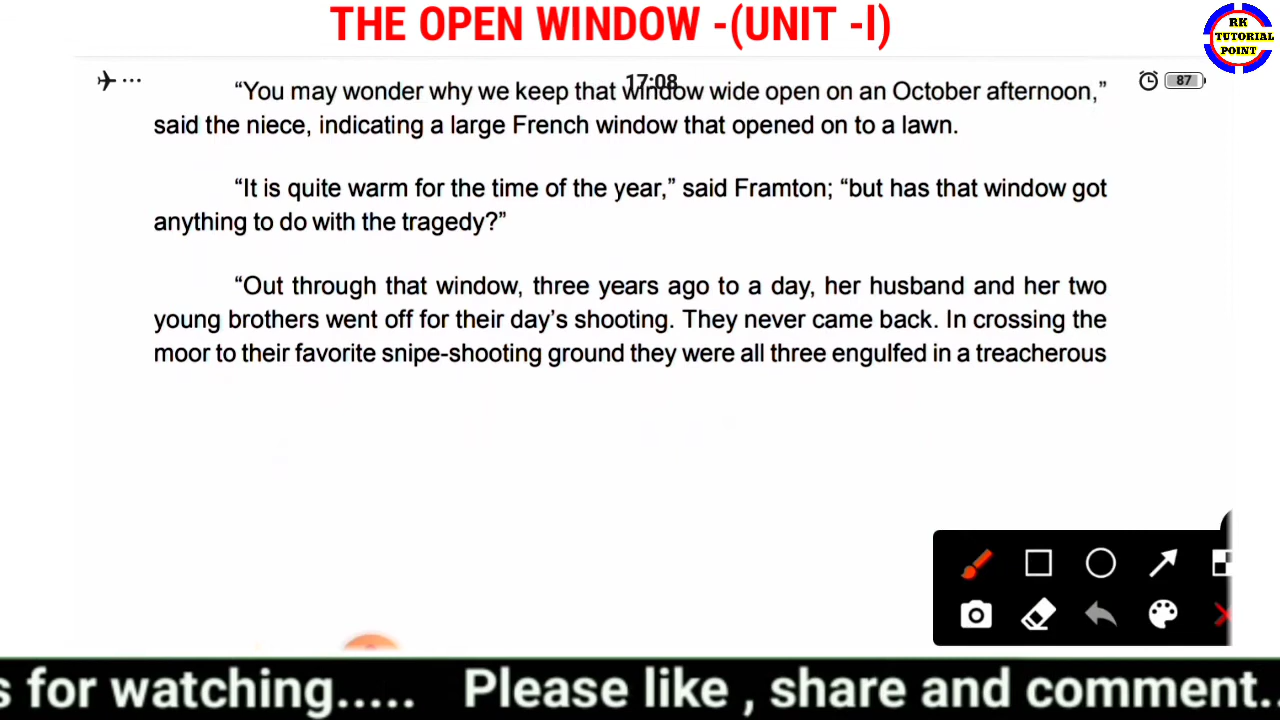 THE OPEN WINDOW -(UNIT -I)
RK
TUTORIAL
POINT
17:08
87
“You may wonder why we keep that window wide open on an October afternoon,”
said the niece, indicating a large French window that opened on to a lawn.
“It is quite warm for the time of the year,” said Framton; “but has that window got
anything to do with the tragedy?”
“Out through that window, three years ago to a day, her husband and her two
young brothers went off for their day’s shooting. They never came back. In crossing the
moor to their favorite snipe-shooting ground they were all three engulfed in a treacherous
s for watching..... Please like , share and comment..